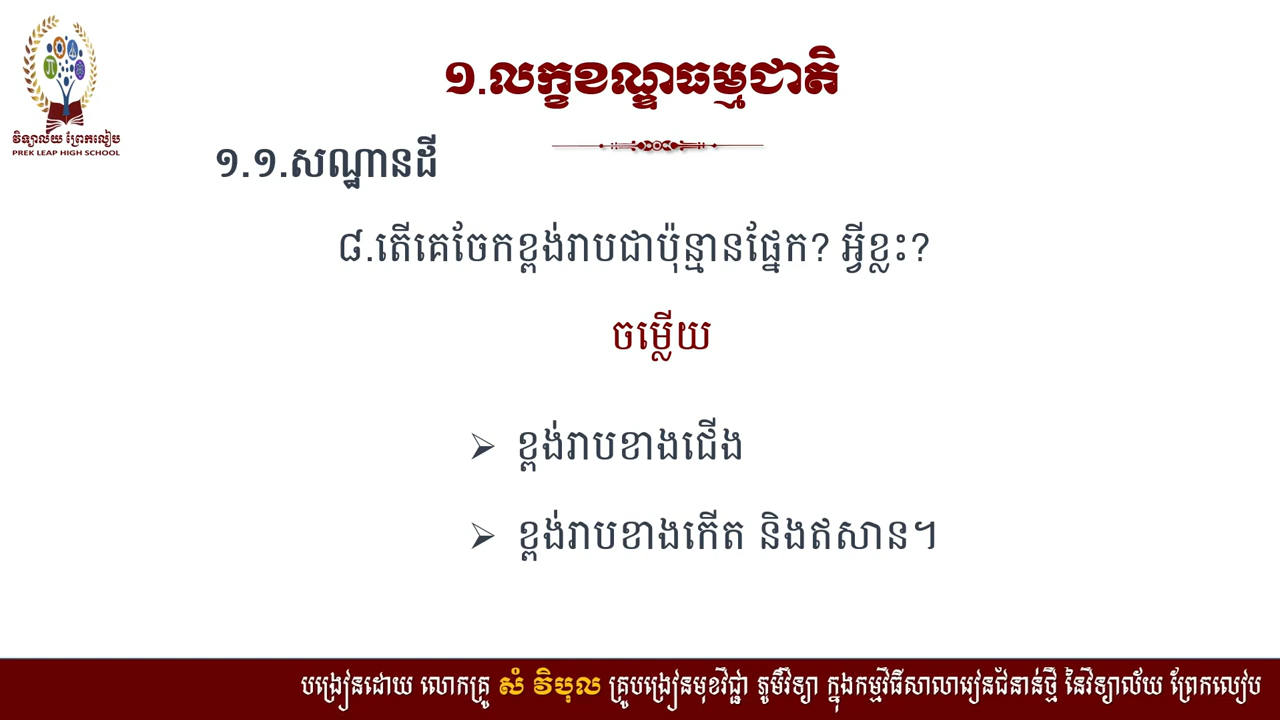 ១.លក្ខខណ្ឌធម្មជាតិ
វិទ្យាល័យ ព្រែកលៀប
PREK LEAP HIGH SCHOOL
១.១.សណ្ឋានដី
៨.តើគេចែកខ្ពង់រាបជាប៉ុន្មានផ្នែក? អ្វីខ្លះ?
ចម្លើយ
➢ ខ្ពង់រាបខាងជើង
➢ ខ្ពង់រាបខាងកើត និងឥសាន។
បង្រៀនដោយ លោកគ្រូ សំ វិបុល គ្រូបង្រៀនមុខវិជ្ជា ភូមិវិទ្យា ក្នុងកម្មវិធីសាលារៀនជំនាន់ថ្មី នៃវិទ្យាល័យ ព្រែកលៀប